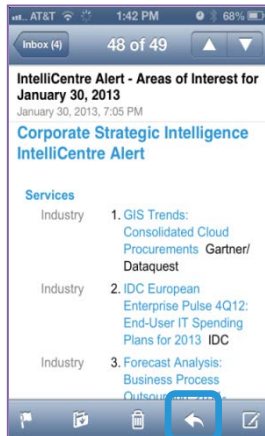 AT&T 1:42 PM 68%
Inbox (4) 48 of 49
IntelliCentre Alert - Areas of Interest for
January 30, 2013
January 30, 2013, 7:05 PM
Corporate Strategic Intelligence
IntelliCentre Alert
Services
Industry 1. GIS Trends:
Consolidated Cloud
Procurements Gartner/
Dataquest
Industry 2. IDC European
Enterprise Pulse 4Q12:
End-User IT Spending
Plans for 2013 IDC
Industry 3. Forecast Analysis:
Business Process
Outsourcing